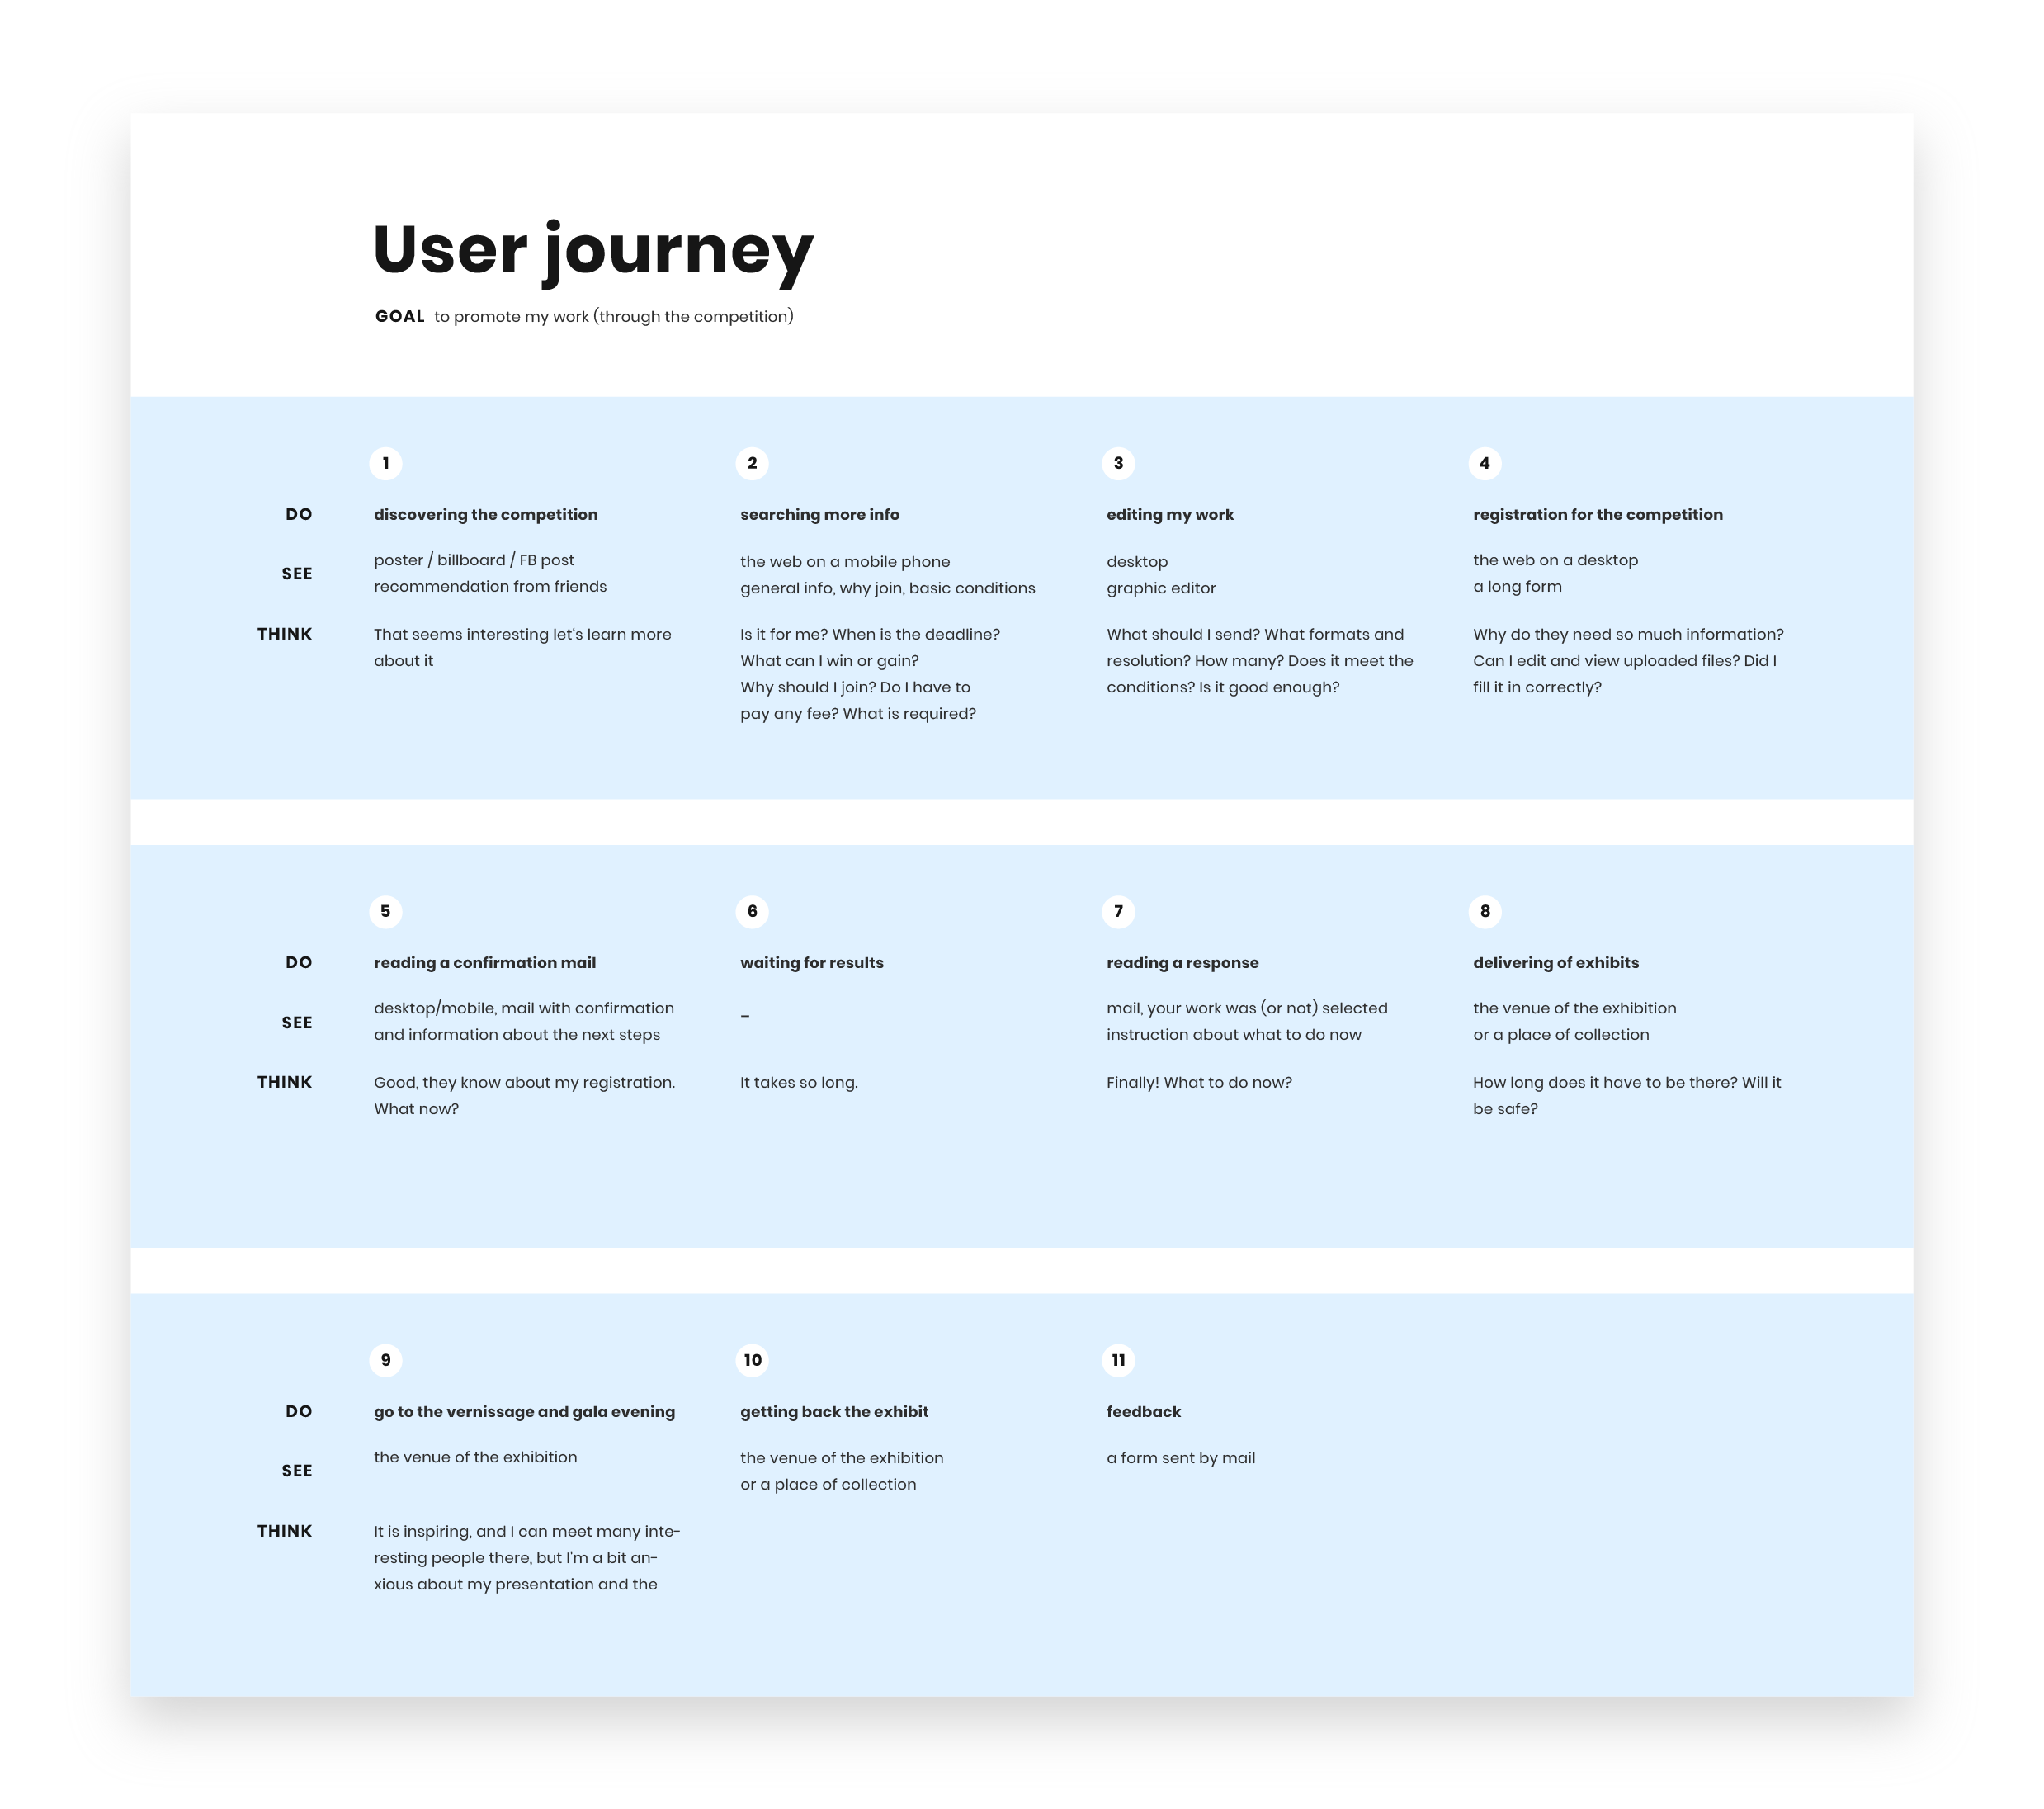 User journey
GOAL to promote my work (through the competition)
1
2
3
4
DO
discovering the competition
searching more info
editing my work
registration for the competition
SEE
poster / billboard / FB post
recommendation from friends
the web on a mobile phone
general info, why join, basic conditions
desktop
graphic editor
the web on a desktop
a long form
THINK
That seems interesting let's learn more
about it
Is it for me? When is the deadline?
What can I win or gain?
Why should I join? Do I have to
pay any fee? What is required?
What should I send? What formats and
resolution? How many? Does it meet the
conditions? Is it good enough?
Why do they need so much information?
Can I edit and view uploaded files? Did I
fill it in correctly?
5
6
7
8
DO
reading a confirmation mail
waiting for results
reading a response
delivering of exhibits
SEE
desktop/mobile, mail with confirmation
and information about the next steps
–
mail, your work was (or not) selected
instruction about what to do now
the venue of the exhibition
or a place of collection
THINK
Good, they know about my registration.
What now?
It takes so long.
Finally! What to do now?
How long does it have to be there? Will it
be safe?
9
10
11
DO
go to the vernissage and gala evening
getting back the exhibit
feedback
SEE
the venue of the exhibition
the venue of the exhibition
or a place of collection
a form sent by mail
THINK
It is inspiring, and I can meet many inte-
resting people there, but I'm a bit an-
xious about my presentation and the